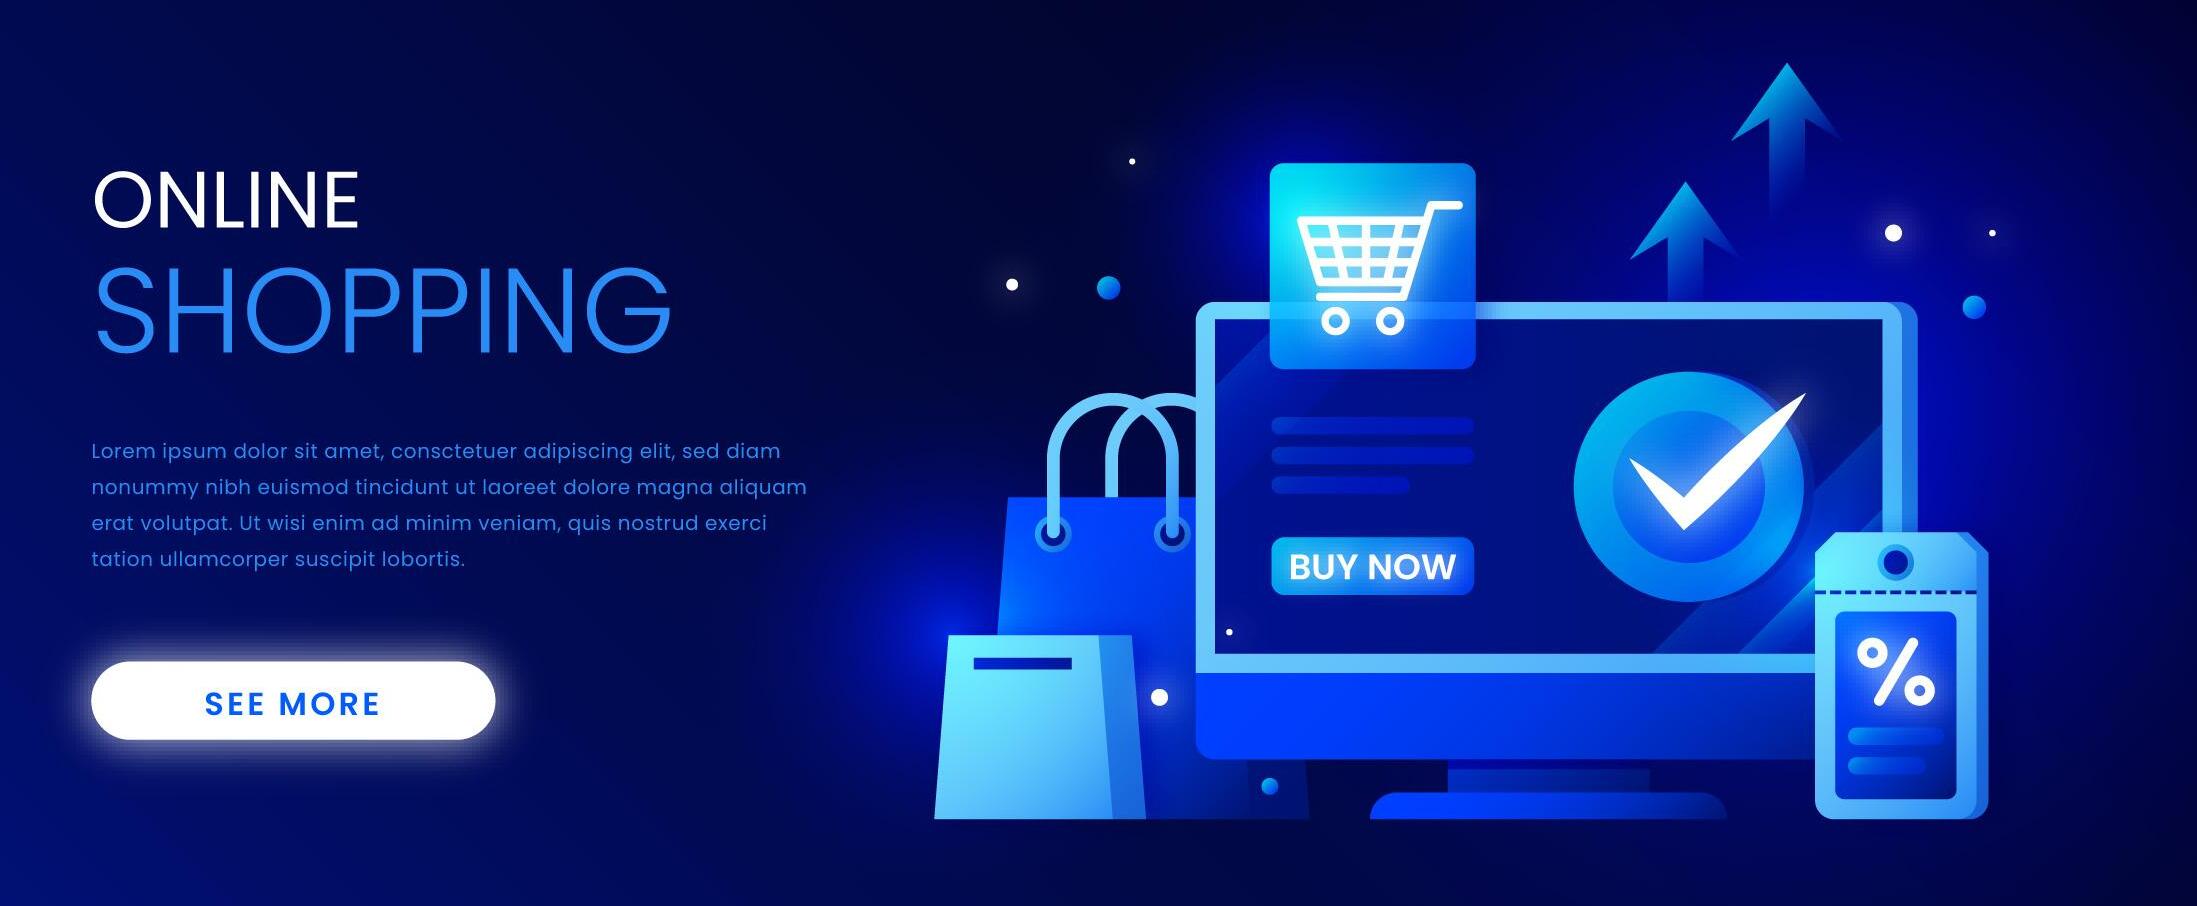 ONLINE
SHOPPING
Lorem ipsum dolor sit amet, consctetuer adipiscing elit, sed diam
nonummy nibh euismod tincidunt ut laoreet dolore magna aliquam
erat volutpat. Ut wisi enim ad minim veniam, quis nostrud exerci
tation ullamcorper suscipit lobortis.
SEE MORE
BUY NOW
%